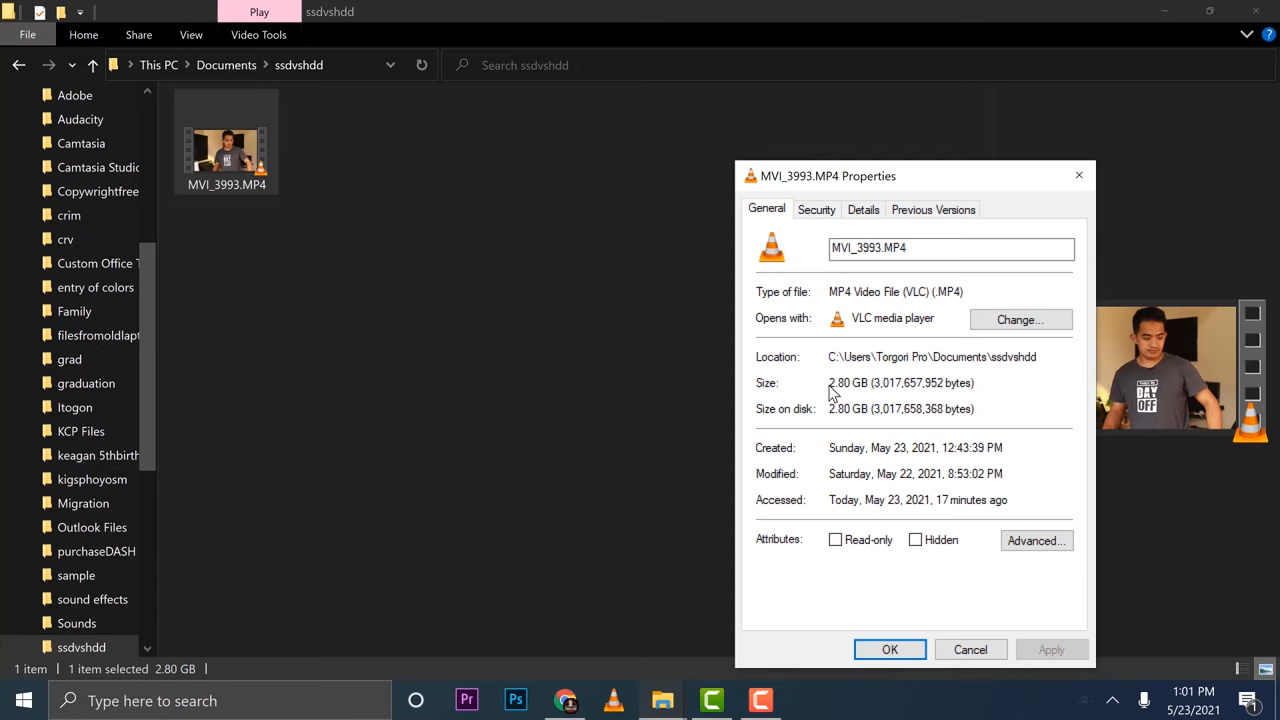 Play ssdvshdd
File Home Share View Video Tools
This PC Documents ssdvshdd Search ssdvshdd
Adobe
Audacity
Camtasia
Camtasia Studio
Copywrightfree
crim
crv
Custom Office T
entry of colors
Family
filesfromoldlapt
grad
graduation
Itogon
KCP Files
keagan 5thbirth
kigsphoyosm
Migration
Outlook Files
purchaseDASH
sample
sound effects
Sounds
ssdvshdd
MVI_3993.MP4
MVI_3993.MP4 Properties
General Security Details Previous Versions
MVI_3993.MP4
Type of file: MP4 Video File (VLC) (.MP4)
Opens with: VLC media player Change...
Location: C:\Users\Torgori Pro\Documents\ssdvshdd
Size: 2.80 GB (3,017,657,952 bytes)
Size on disk: 2.80 GB (3,017,658,368 bytes)
Created: Sunday, May 23, 2021, 12:43:39 PM
Modified: Saturday, May 22, 2021, 8:53:02 PM
Accessed: Today, May 23, 2021, 17 minutes ago
Attributes: Read-only Hidden Advanced...
OK Cancel Apply
DAY
OFF
1 item 1 item selected 2.80 GB
Type here to search
Pr
Ps
C
C
1:01 PM
5/23/2021
1